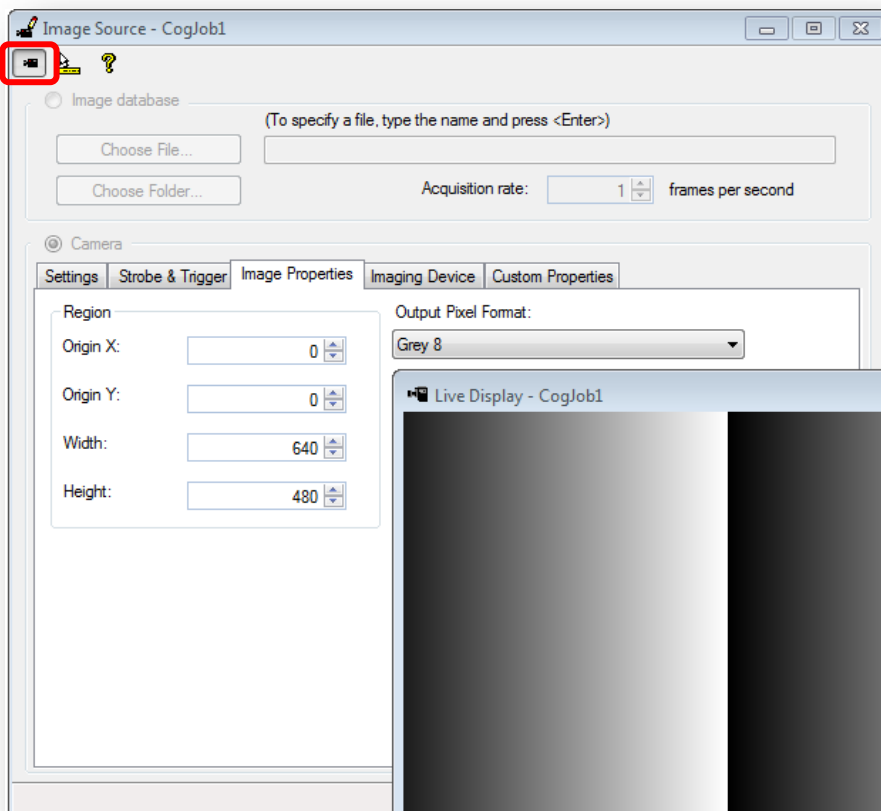 Image Source - CogJob1
Image database
(To specify a file, type the name and press <Enter>)
Choose File...
Choose Folder...
Acquisition rate: 1 frames per second
Camera
Settings Strobe & Trigger Image Properties Imaging Device Custom Properties
Region
Output Pixel Format:
Origin X: 0
Grey 8
Origin Y: 0
Live Display - CogJob1
Width: 640
Height: 480